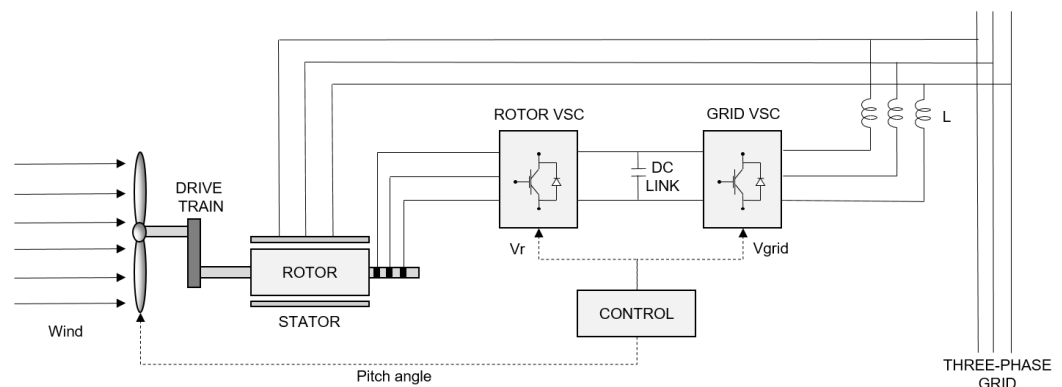 ROTOR VSC
GRID VSC
L
DC
LINK
DRIVE
TRAIN
Vr
Vgrid
ROTOR
CONTROL
STATOR
Wind
Pitch angle
THREE-PHASE
GRID